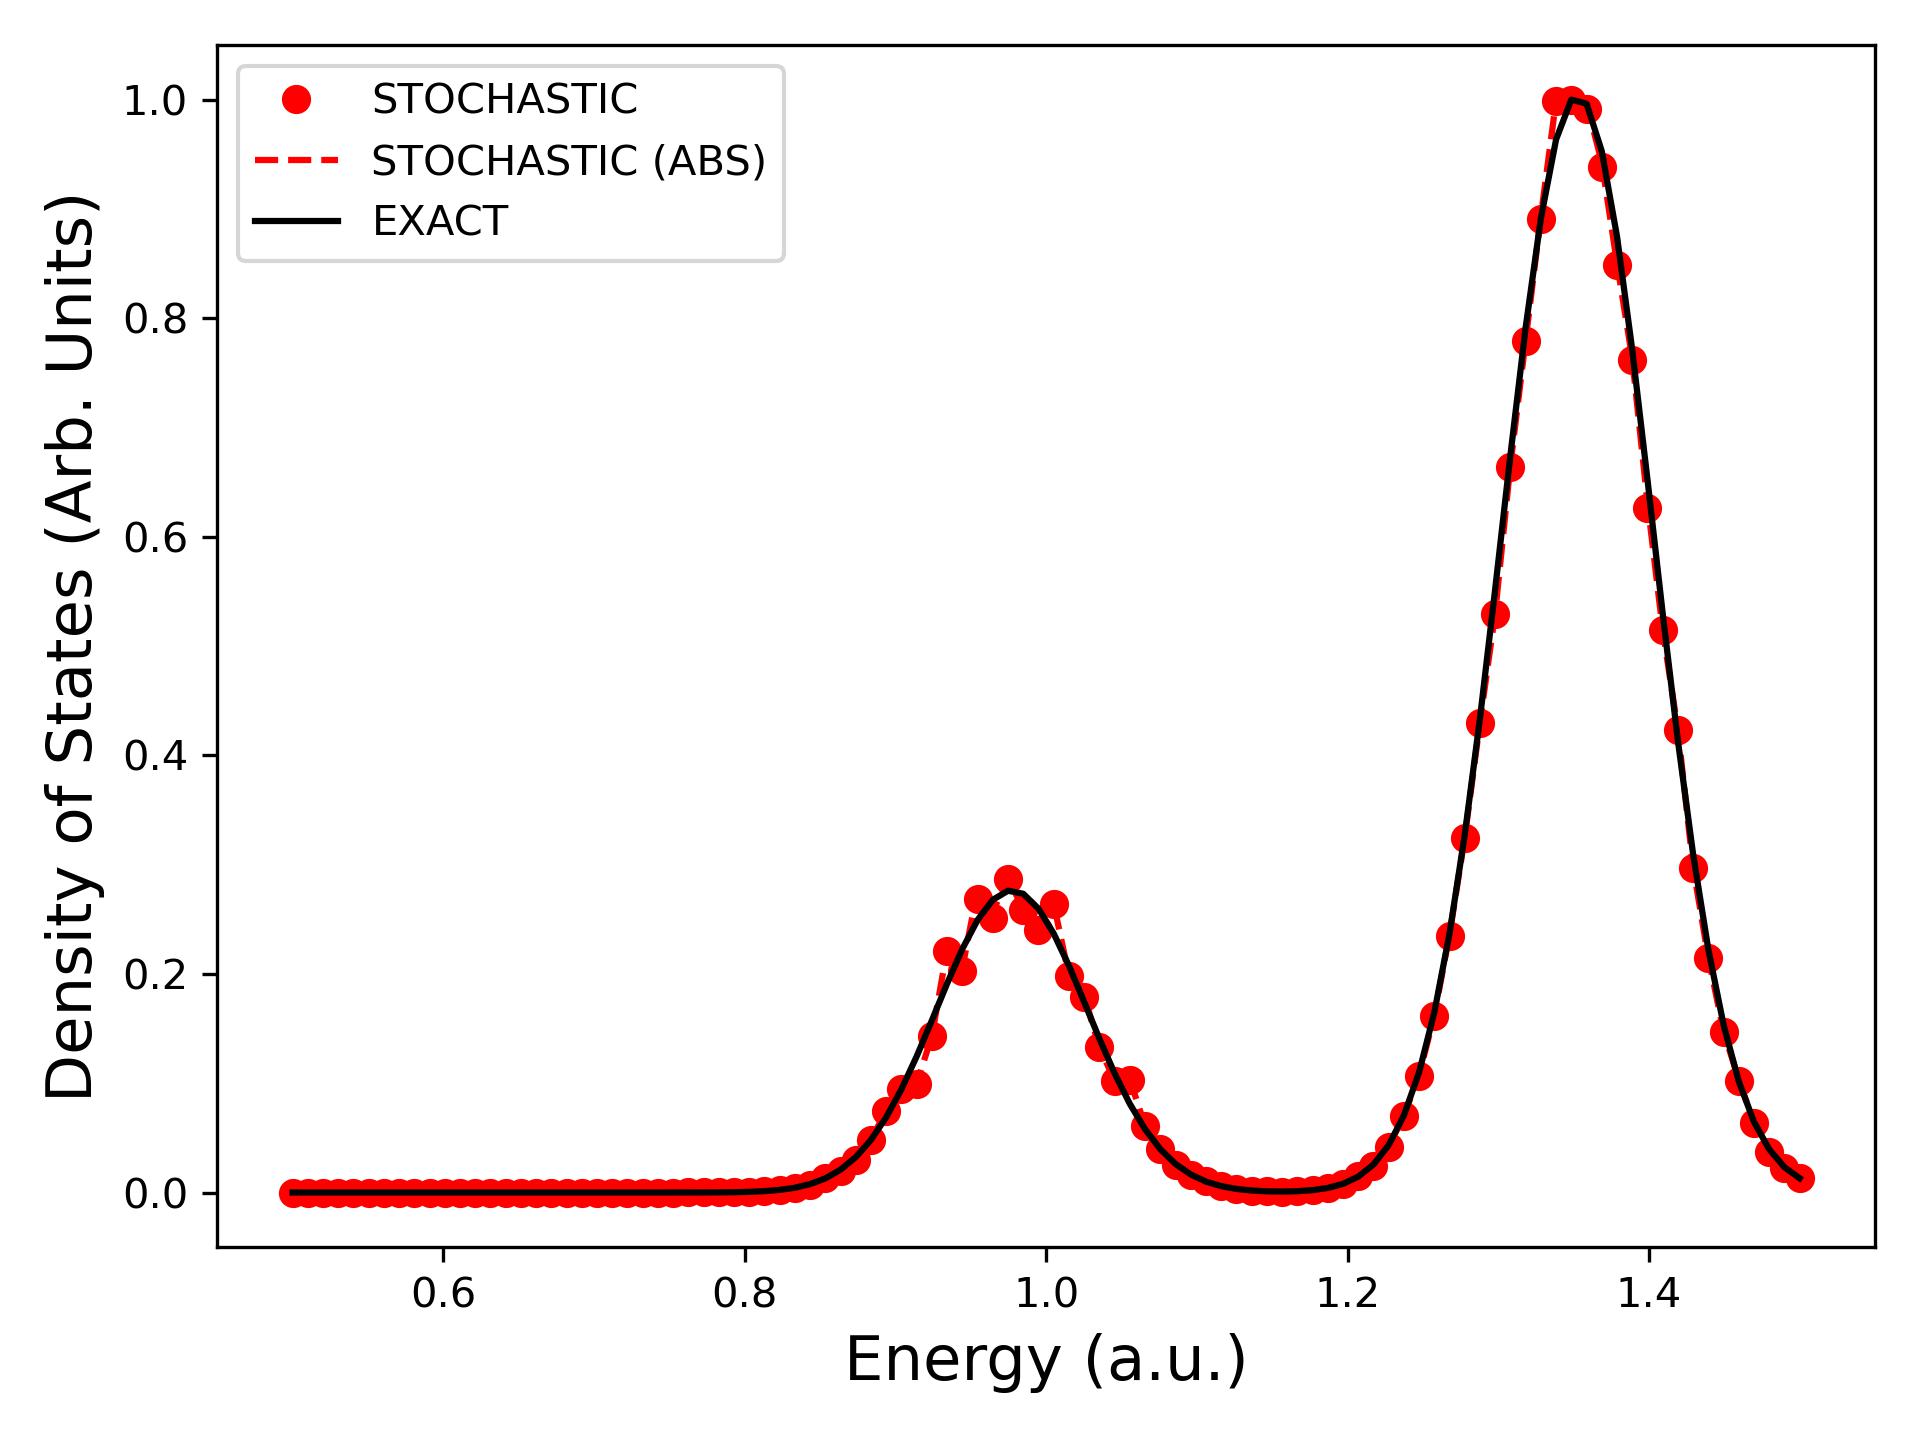 STOCHASTIC
STOCHASTIC (ABS)
EXACT
Density of States (Arb. Units)
1.0
0.8
0.6
0.4
0.2
0.0
0.6 0.8 1.0 1.2 1.4
Energy (a.u.)